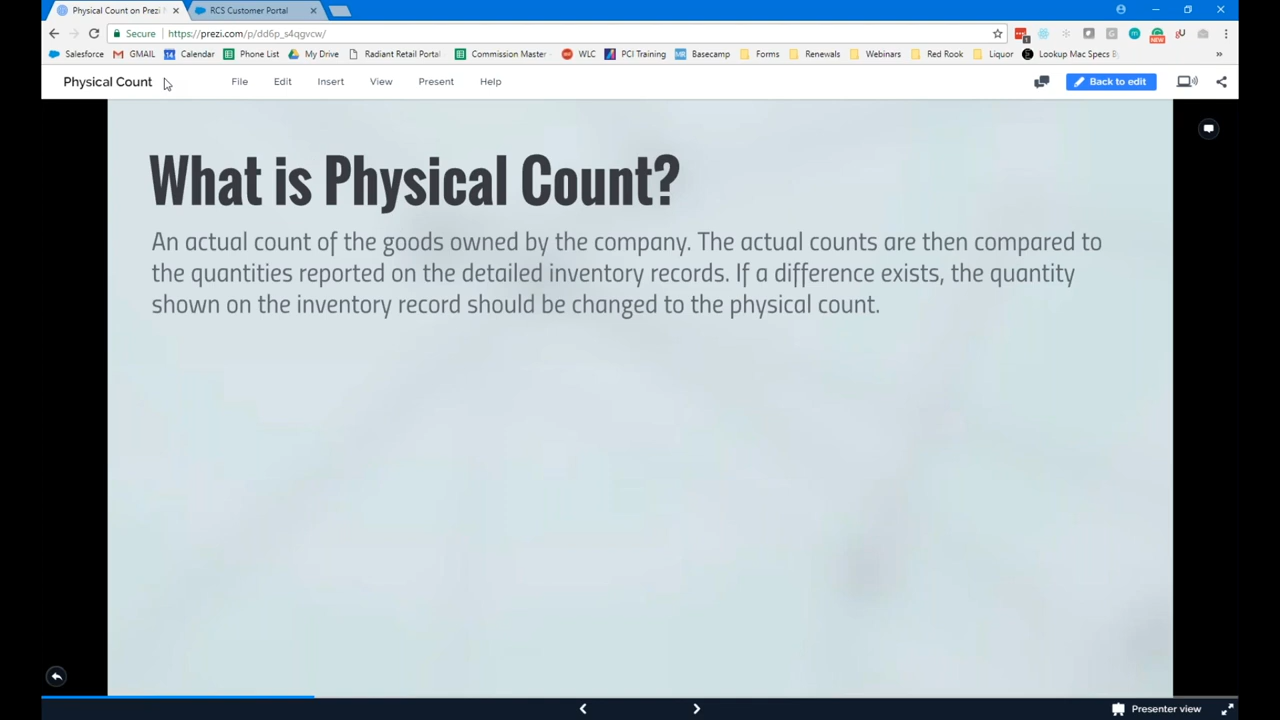 Physical Count on Prezi
RCS Customer Portal
Secure
https://prezi.com/p/dd6p_s4qgvcw/
Salesforce
GMAIL
Calendar
Phone List
My Drive
Radiant Retail Portal
Commission Master
WLC
PCI Training
Basecamp
Forms
Renewals
Webinars
Red Rook
Liquor
Lookup Mac Specs
Physical Count
File
Edit
Insert
View
Present
Help
Back to edit
What is Physical Count?
An actual count of the goods owned by the company. The actual counts are then compared to
the quantities reported on the detailed inventory records. If a difference exists, the quantity
shown on the inventory record should be changed to the physical count.
Presenter view